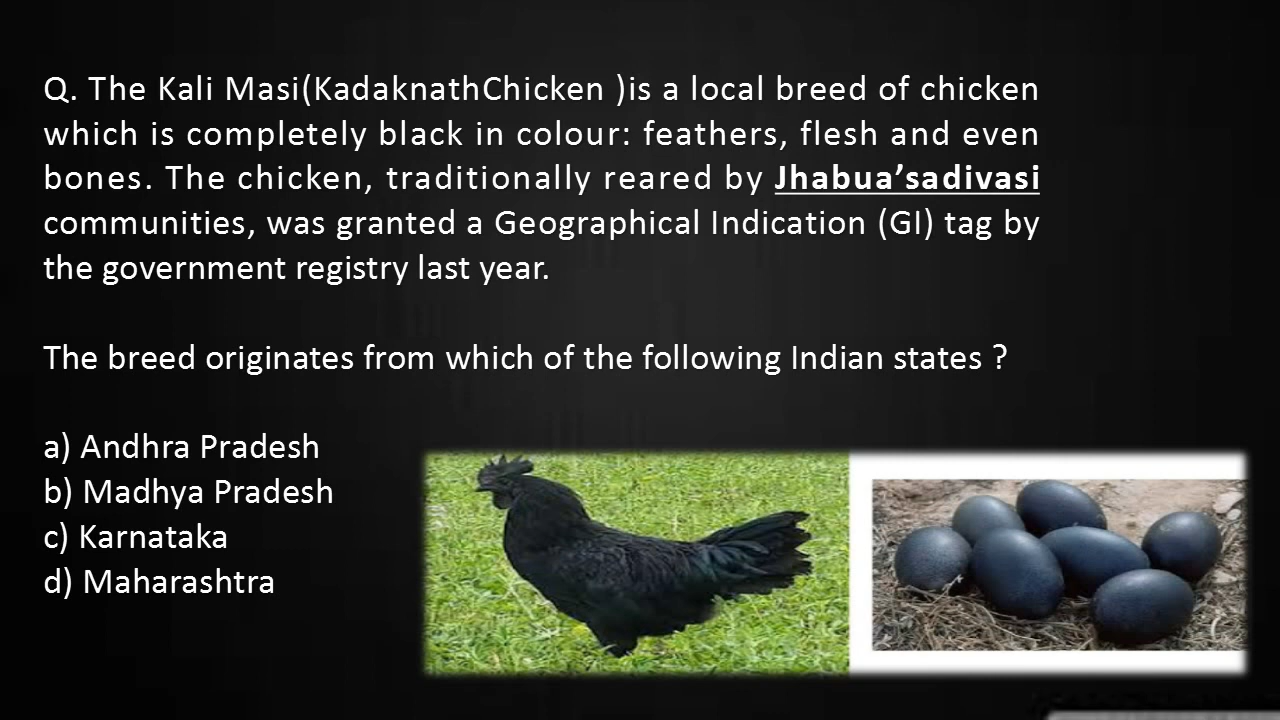 Q. The Kali Masi(KadaknathChicken )is a local breed of chicken
which is completely black in colour: feathers, flesh and even
bones. The chicken, traditionally reared by Jhabua’sadivasi
communities, was granted a Geographical Indication (GI) tag by
the government registry last year.
The breed originates from which of the following Indian states ?
a) Andhra Pradesh
b) Madhya Pradesh
c) Karnataka
d) Maharashtra